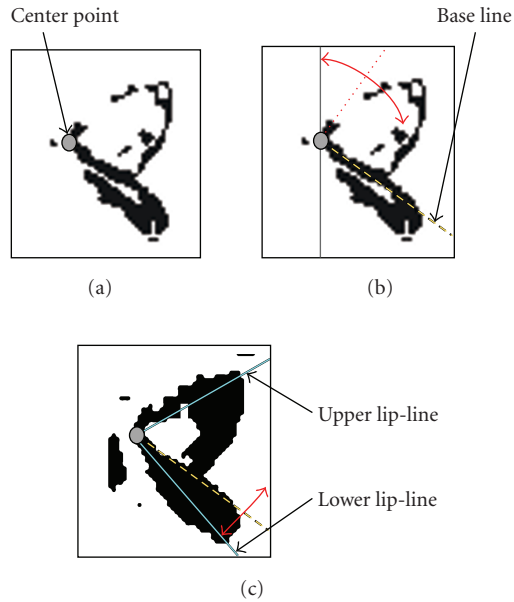 Center point
Base line
(a)
(b)
Upper lip-line
Lower lip-line
(c)